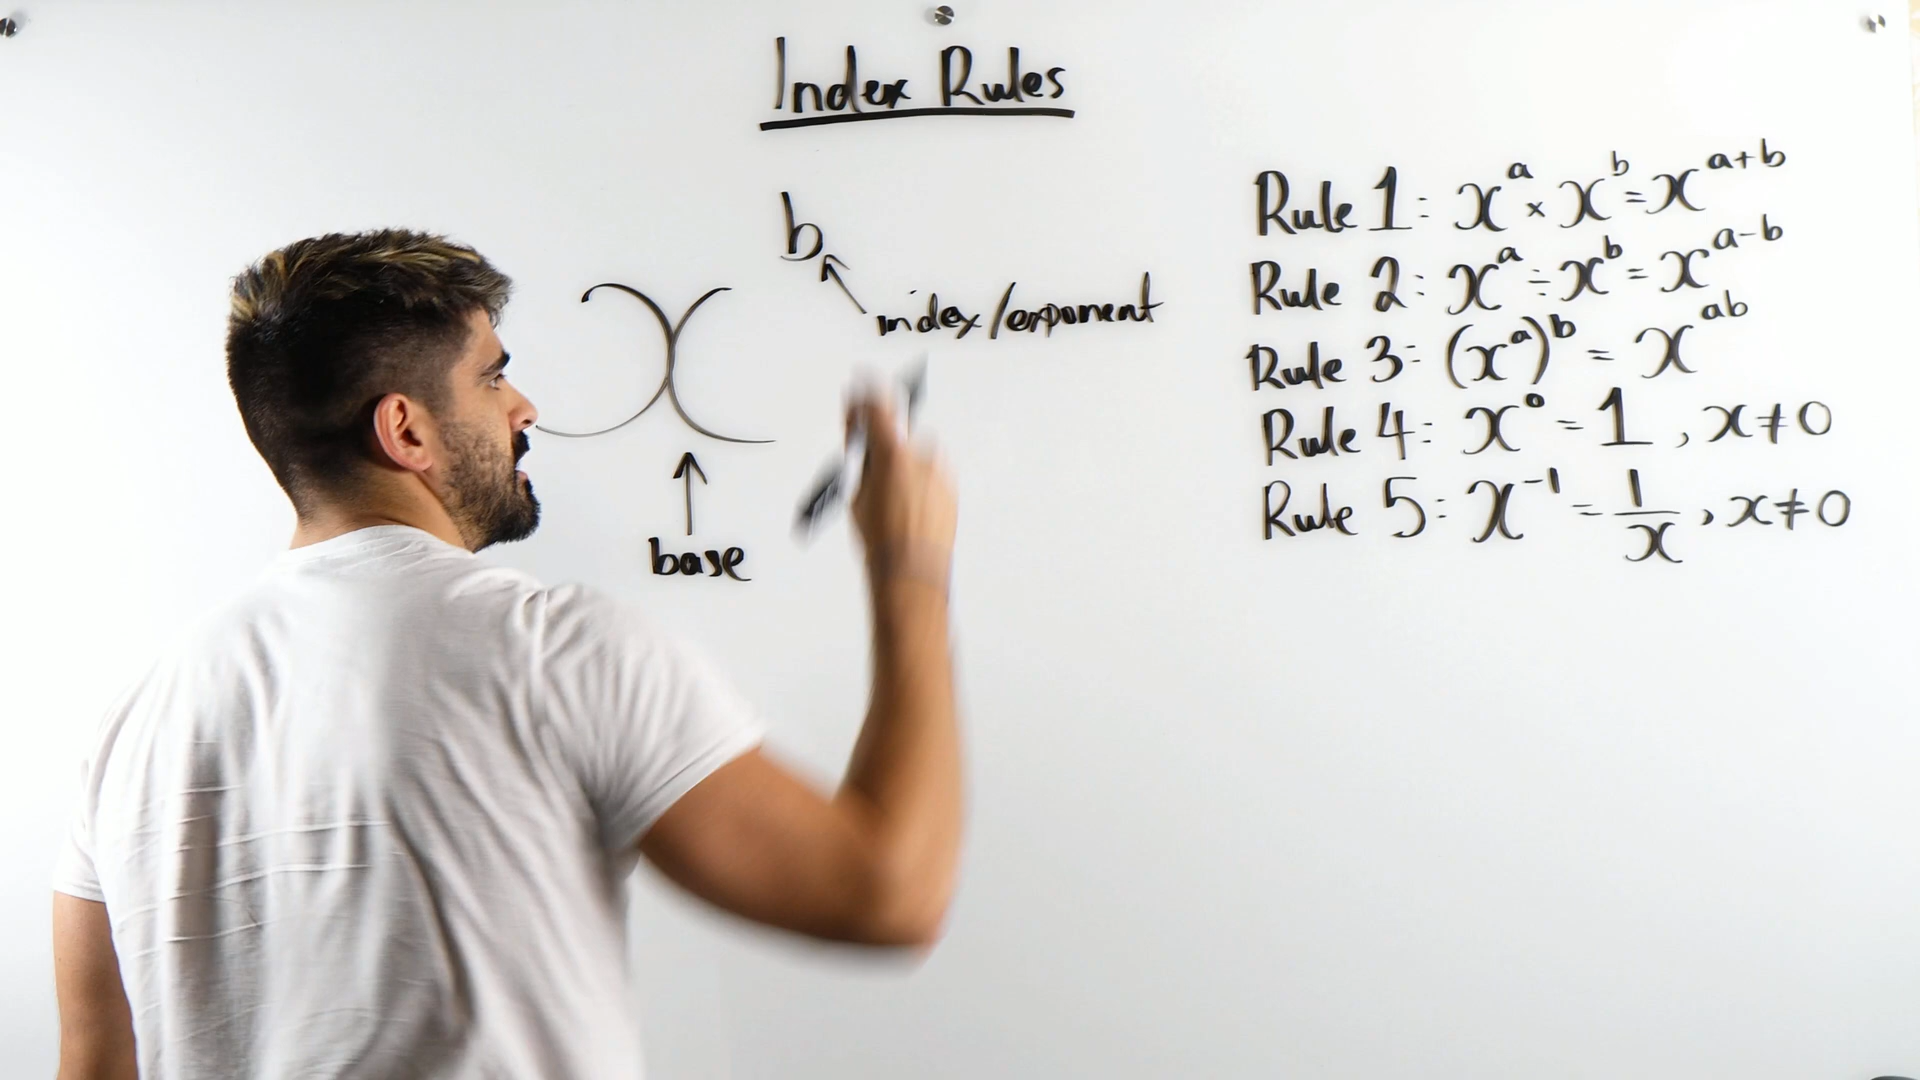 Index Rules
x^b
index/exponent
base
Rule 1: x^a × x^b = x^(a+b)
Rule 2: x^a ÷ x^b = x^(a-b)
Rule 3: (x^a)^b = x^(ab)
Rule 4: x^0 = 1, x≠0
Rule 5: x^-1 = 1/x, x≠0